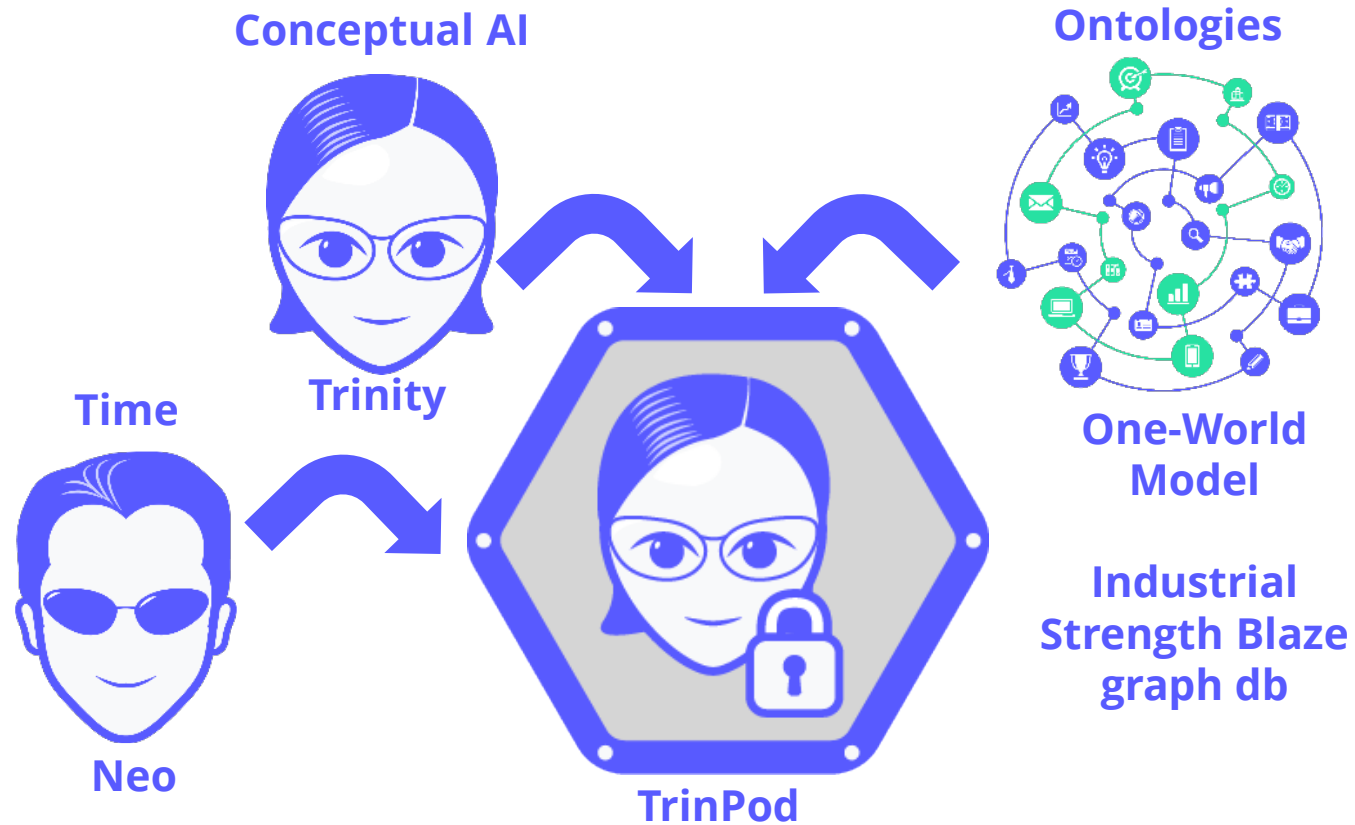 Conceptual AI
Ontologies
Trinity
Time
Neo
TrinPod
One-World
Model
Industrial
Strength Blaze
graph db